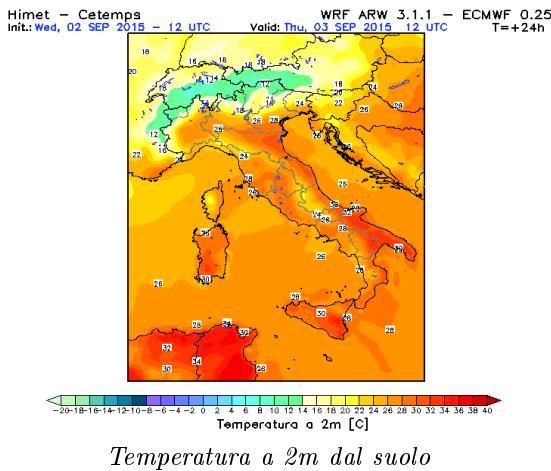 Himet – Cetemps WRF ARW 3.1.1 – ECMWF 0.25
Init.: Wed, 02 SEP 2015 – 12 UTC Valid: Thu, 03 SEP 2015 12 UTC T=+24h
-20-18-16-14-12-10-8 -6 -4 -2 0 2 4 6 8 10 12 14 16 18 20 22 24 26 28 30 32 34 36 38 40
Temperatura a 2m [C]
Temperatura a 2m dal suolo